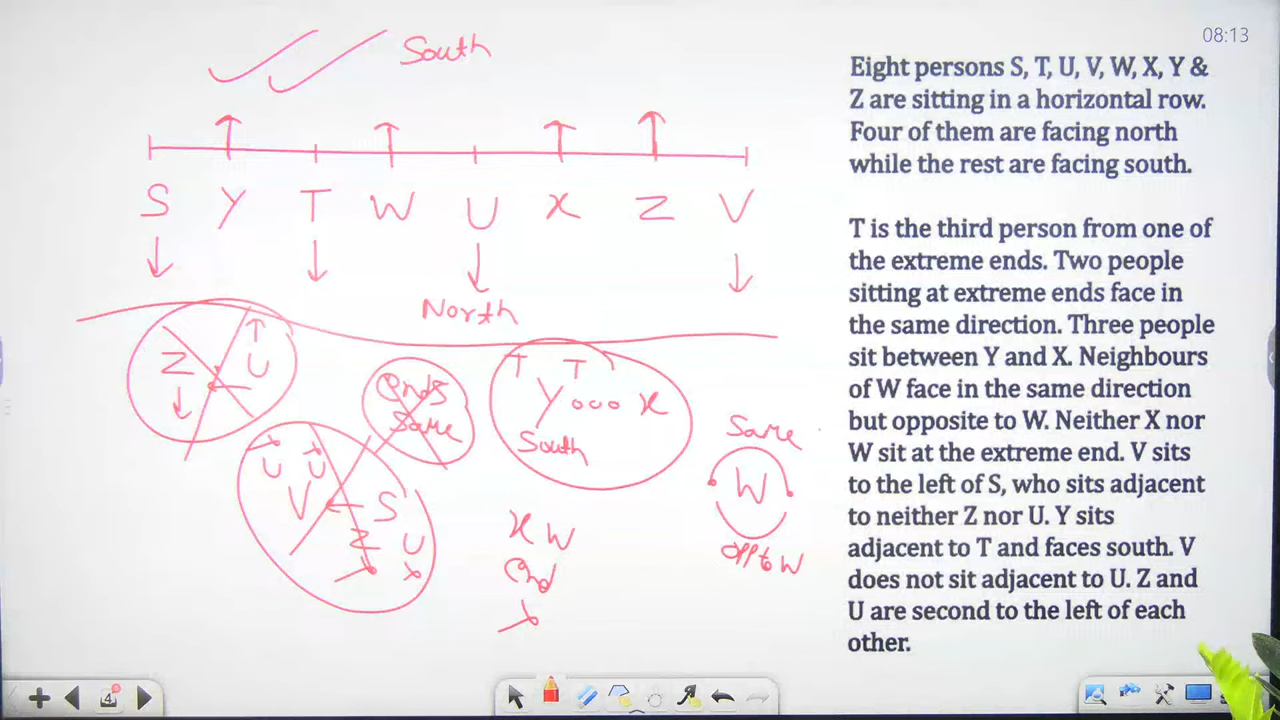 08:13
South
S Y T W U X Z V
North
Z U
Ends
Same
T T
Y ooo X
South
U U
V S
Z U
X W
End
Same
W
opp to W
Eight persons S, T, U, V, W, X, Y &
Z are sitting in a horizontal row.
Four of them are facing north
while the rest are facing south.
T is the third person from one of
the extreme ends. Two people
sitting at extreme ends face in
the same direction. Three people
sit between Y and X. Neighbours
of W face in the same direction
but opposite to W. Neither X nor
W sit at the extreme end. V sits
to the left of S, who sits adjacent
to neither Z nor U. Y sits
adjacent to T and faces south. V
does not sit adjacent to U. Z and
U are second to the left of each
other.
4